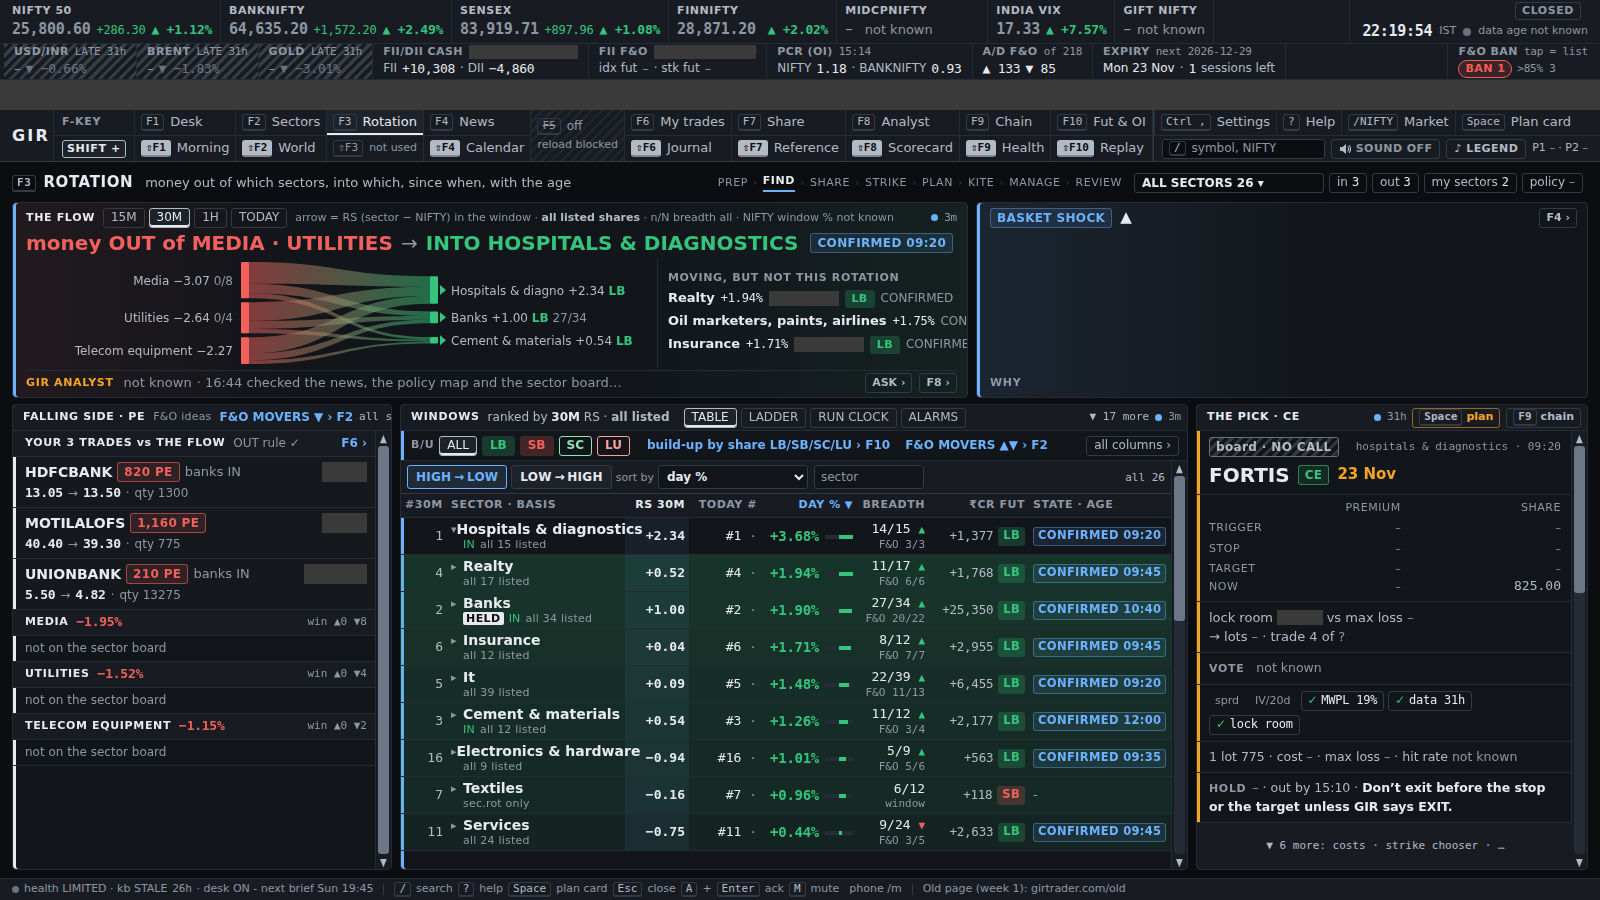 NIFTY 50 25,800.60 +286.30 ▲ +1.12%
BANKNIFTY 64,635.20 +1,572.20 ▲ +2.49%
SENSEX 83,919.71 +897.96 ▲ +1.08%
FINNIFTY 28,871.20 ▲ +2.02%
MIDCPNIFTY – not known
INDIA VIX 17.33 ▲ +7.57%
GIFT NIFTY – not known
CLOSED
22:19:54 IST ● data age not known
USD/INR LATE 31h – ▼ −0.66%
BRENT LATE 31h – ▼ −1.83%
GOLD LATE 31h – ▼ −3.01%
FII/DII CASH
FII +10,308 · DII −4,860
FII F&O
idx fut – · stk fut –
PCR (OI) 15:14
NIFTY 1.18 · BANKNIFTY 0.93
A/D F&O of 218
▲ 133 ▼ 85
EXPIRY next 2026-12-29
Mon 23 Nov · 1 sessions left
F&O BAN tap = list
BAN 1 >85% 3
GIR
F-KEY
F1 Desk F2 Sectors F3 Rotation F4 News F5 off F6 My trades F7 Share F8 Analyst F9 Chain F10 Fut & OI Ctrl , Settings ? Help /NIFTY Market Space Plan card
SHIFT + ⇧F1 Morning ⇧F2 World ⇧F3 not used ⇧F4 Calendar reload blocked ⇧F6 Journal ⇧F7 Reference ⇧F8 Scorecard ⇧F9 Health ⇧F10 Replay / symbol, NIFTY SOUND OFF ♪ LEGEND P1 – · P2 –
F3 ROTATION money out of which sectors, into which, since when, with the age
PREP › FIND › SHARE › STRIKE › PLAN › KITE › MANAGE › REVIEW
ALL SECTORS 26 ▾ in 3 out 3 my sectors 2 policy –
THE FLOW 15M 30M 1H TODAY arrow = RS (sector − NIFTY) in the window · all listed shares · n/N breadth all · NIFTY window % not known ● 3m
money OUT of MEDIA · UTILITIES → INTO HOSPITALS & DIAGNOSTICS CONFIRMED 09:20
Media −3.07 0/8
Utilities −2.64 0/4
Telecom equipment −2.27
Hospitals & diagno +2.34 LB
Banks +1.00 LB 27/34
Cement & materials +0.54 LB
MOVING, BUT NOT THIS ROTATION
Realty +1.94% LB CONFIRMED
Oil marketers, paints, airlines +1.75% CON
Insurance +1.71% LB CONFIRME
GIR ANALYST not known · 16:44 checked the news, the policy map and the sector board… ASK › F8 ›
BASKET SHOCK ▲ F4 ›
WHY
FALLING SIDE · PE F&O ideas F&O MOVERS ▼ › F2 all s
YOUR 3 TRADES vs THE FLOW OUT rule ✓ F6 ›
HDFCBANK 820 PE banks IN
13.05 → 13.50 · qty 1300
MOTILALOFS 1,160 PE
40.40 → 39.30 · qty 775
UNIONBANK 210 PE banks IN
5.50 → 4.82 · qty 13275
MEDIA −1.95% win ▲0 ▼8
not on the sector board
UTILITIES −1.52% win ▲0 ▼4
not on the sector board
TELECOM EQUIPMENT −1.15% win ▲0 ▼2
not on the sector board
WINDOWS ranked by 30M RS · all listed TABLE LADDER RUN CLOCK ALARMS ▼ 17 more ● 3m
B/U ALL LB SB SC LU build-up by share LB/SB/SC/LU › F10 F&O MOVERS ▲▼ › F2 all columns ›
HIGH → LOW LOW → HIGH sort by day % sector all 26
#30M SECTOR · BASIS RS 30M TODAY # DAY % ▼ BREADTH ₹CR FUT STATE · AGE
1 ▾Hospitals & diagnostics +2.34 #1 · +3.68% 14/15 ▲ +1,377 LB CONFIRMED 09:20
IN all 15 listed F&O 3/3
4 ▸ Realty +0.52 #4 · +1.94% 11/17 ▲ +1,768 LB CONFIRMED 09:45
all 17 listed F&O 6/6
2 ▸ Banks +1.00 #2 · +1.90% 27/34 ▲ +25,350 LB CONFIRMED 10:40
HELD IN all 34 listed F&O 20/22
6 ▸ Insurance +0.04 #6 · +1.71% 8/12 ▲ +2,955 LB CONFIRMED 09:45
all 12 listed F&O 7/7
5 ▸ It +0.09 #5 · +1.48% 22/39 ▲ +6,455 LB CONFIRMED 09:20
all 39 listed F&O 11/13
3 ▸ Cement & materials +0.54 #3 · +1.26% 11/12 ▲ +2,177 LB CONFIRMED 12:00
IN all 12 listed F&O 3/4
16 ▸Electronics & hardware −0.94 #16 · +1.01% 5/9 ▲ +563 LB CONFIRMED 09:35
all 9 listed F&O 5/6
7 ▸ Textiles −0.16 #7 · +0.96% 6/12 +118 SB -
sec.rot only window
11 ▸ Services −0.75 #11 · +0.44% 9/24 ▼ +2,633 LB CONFIRMED 09:45
all 24 listed F&O 3/5
THE PICK · CE ● 31h Space plan F9 chain
board · NO CALL hospitals & diagnostics · 09:20
FORTIS CE 23 Nov
PREMIUM SHARE
TRIGGER – –
STOP – –
TARGET – –
NOW – 825.00
lock room vs max loss –
→ lots – · trade 4 of ?
VOTE not known
sprd IV/20d ✓ MWPL 19% ✓ data 31h
✓ lock room
1 lot 775 · cost – · max loss – · hit rate not known
HOLD – · out by 15:10 · Don’t exit before the stop
or the target unless GIR says EXIT.
▼ 6 more: costs · strike chooser · …
● health LIMITED · kb STALE 26h · desk ON - next brief Sun 19:45 | / search ? help Space plan card Esc close A + Enter ack M mute phone /m | Old page (week 1): girtrader.com/old